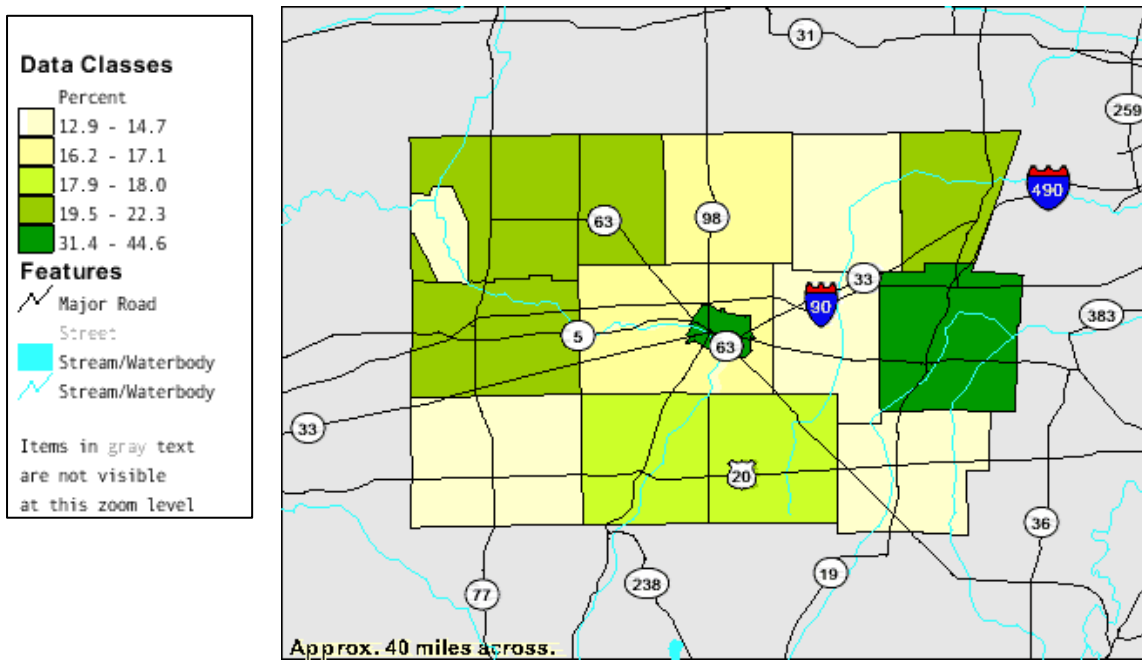 Data Classes
Percent
12.9 - 14.7
16.2 - 17.1
17.9 - 18.0
19.5 - 22.3
31.4 - 44.6
Features
Major Road
Street
Stream/Waterbody
Stream/Waterbody
Items in gray text
are not visible
at this zoom level
31
259
490
98
63
33
90
383
5
63
33
20
36
19
238
77
Approx. 40 miles across.